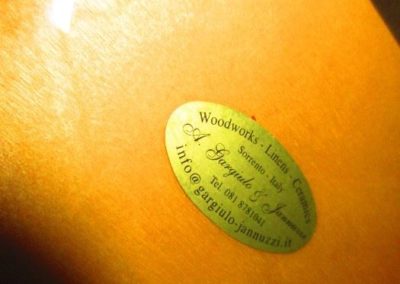 Woodworks - Linens - Ceramics
Sorrento - Italy
A. Gargiulo & Jannuzzi
Tel. 081 8781041
info@gargiulo-jannuzzi.it